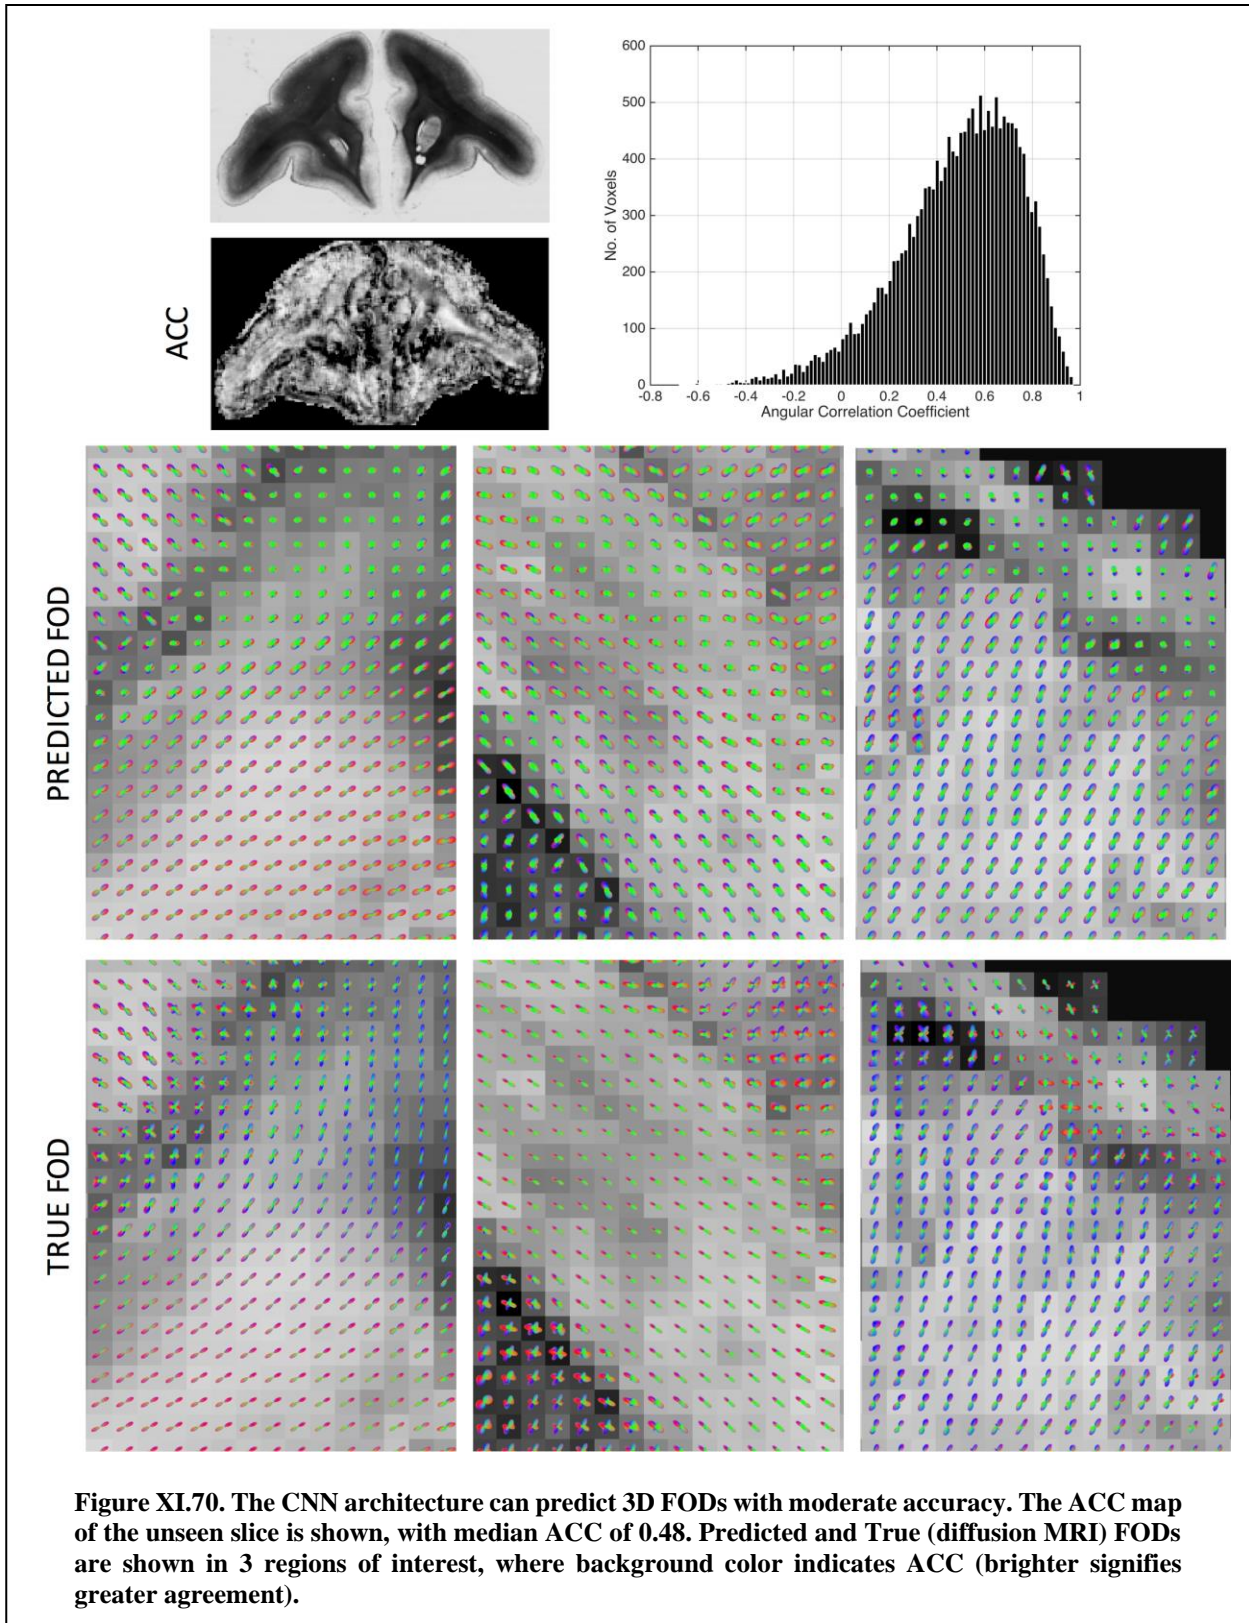 600
500
400
300
200
100
0
No. of Voxels
-0.8 -0.6 -0.4 -0.2 0 0.2 0.4 0.6 0.8 1
Angular Correlation Coefficient
ACC
PREDICTED FOD
TRUE FOD
Figure XI.70. The CNN architecture can predict 3D FODs with moderate accuracy. The ACC map
of the unseen slice is shown, with median ACC of 0.48. Predicted and True (diffusion MRI) FODs
are shown in 3 regions of interest, where background color indicates ACC (brighter signifies
greater agreement).